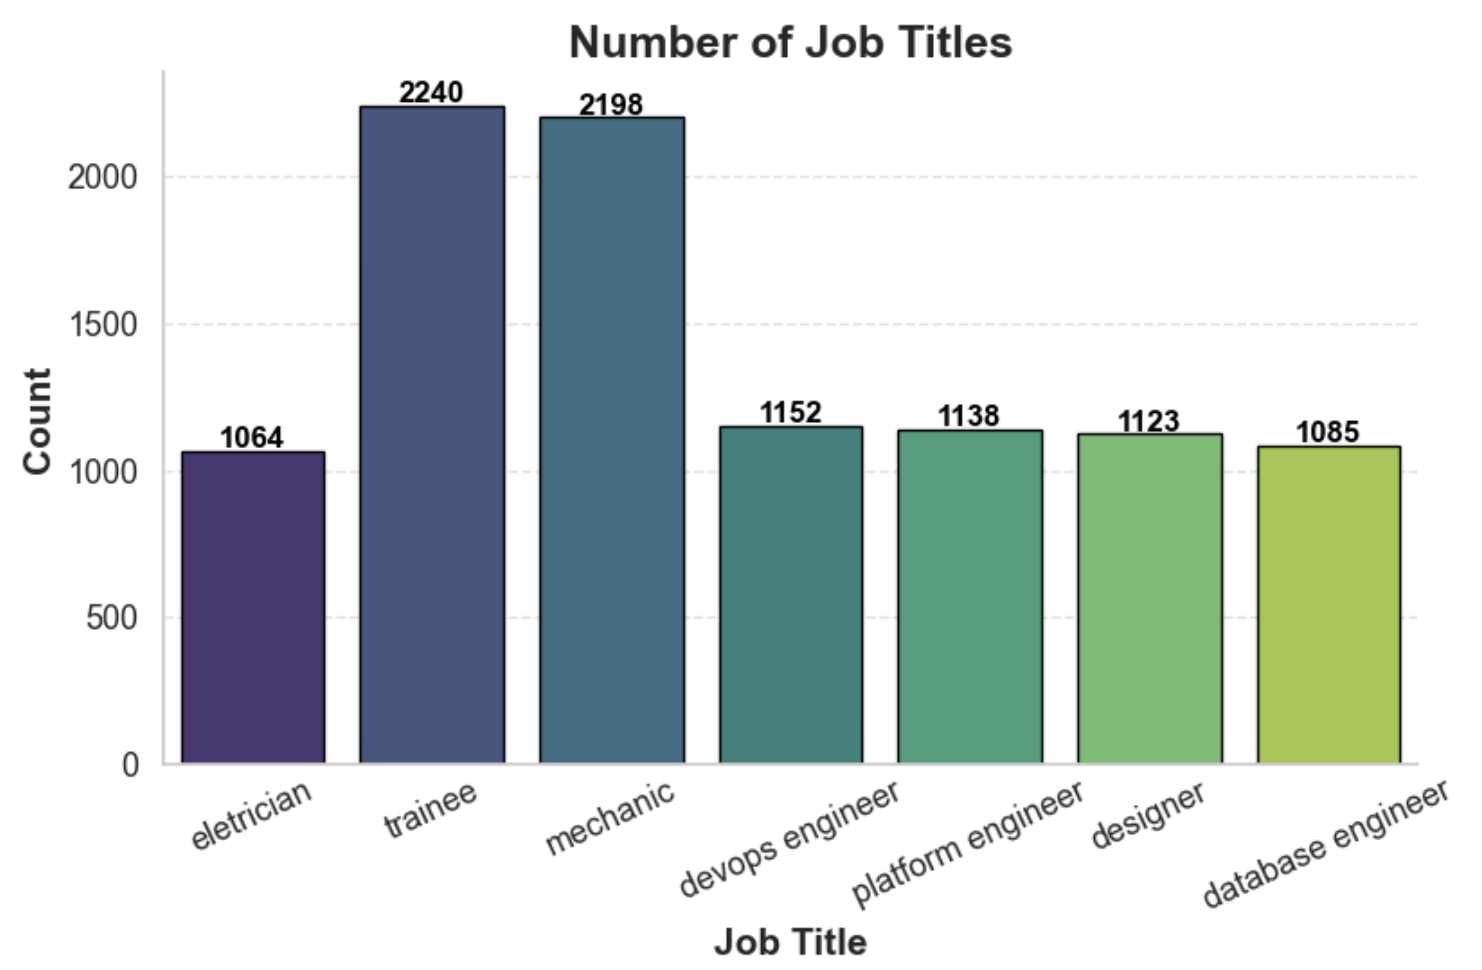 Number of Job Titles
2240
2198
2000
1500
1152
1138
1123
1085
1064
1000
500
0
Count
eletrician
trainee
mechanic
devops engineer
platform engineer
designer
database engineer
Job Title